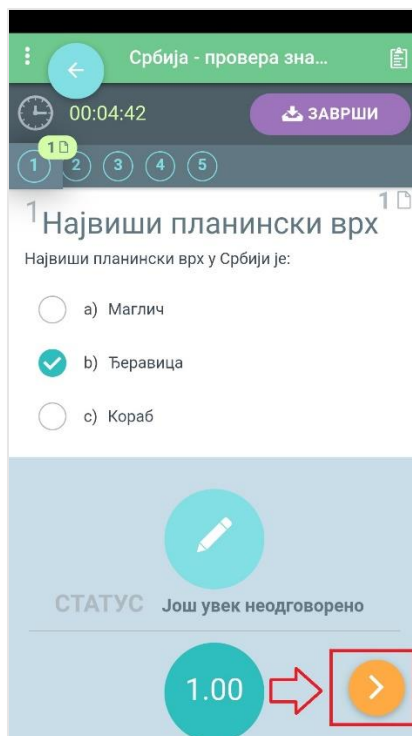 Србија - провера зна...
00:04:42
ЗАВРШИ
1
1 2 3 4 5
1 Највиши планински врх 1
Највиши планински врх у Србији је:
a) Маглич
b) Ђеравица
c) Кораб
СТАТУС Још увек неодговорено
1.00